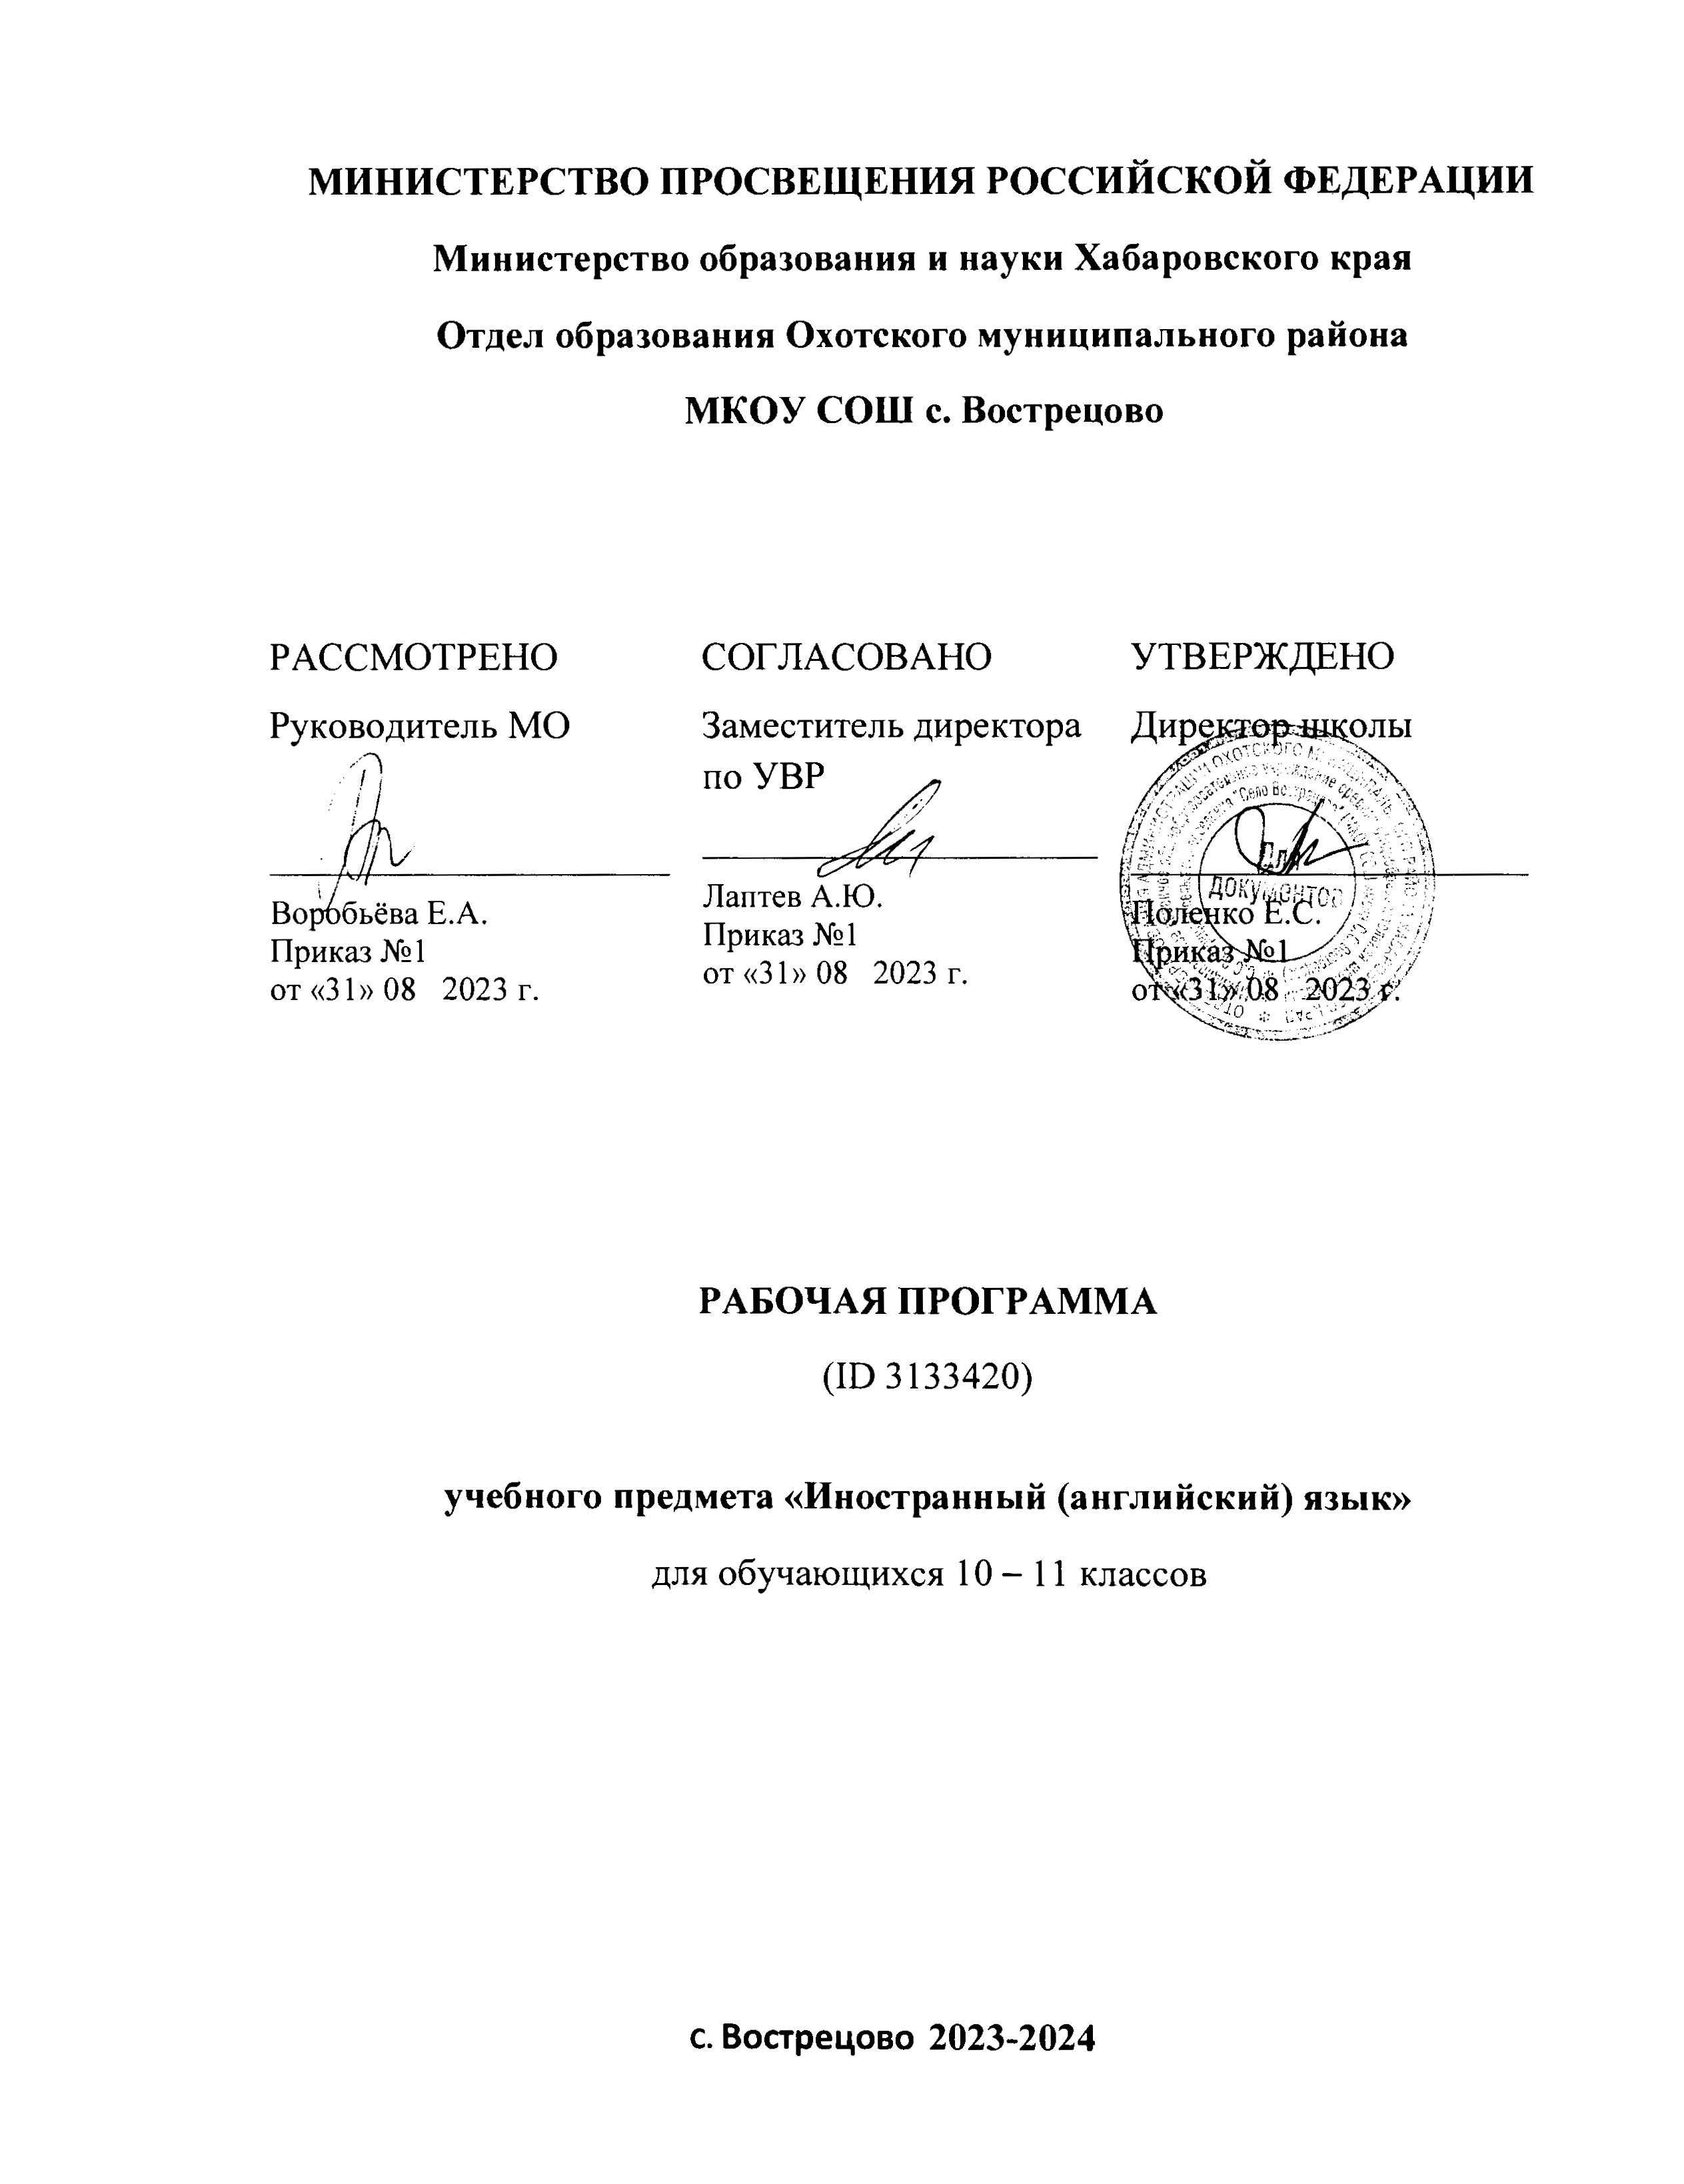 МИНИСТЕРСТВО ПРОСВЕЩЕНИЯ РОССИЙСКОЙ ФЕДЕРАЦИИ
Министерство образования и науки Хабаровского края
Отдел образования Охотского муниципального района
МКОУ СОШ с. Вострецово
РАССМОТРЕНО
Руководитель МО
Воробьёва Е.А.
Приказ №1
от «31» 08 2023 г.
СОГЛАСОВАНО
Заместитель директора
по УВР
Лаптев А.Ю.
Приказ №1
от «31» 08 2023 г.
УТВЕРЖДЕНО
Директор школы
Для
документов
Поленко Е.С.
Приказ №1
от «31» 08 2023 г.
РАБОЧАЯ ПРОГРАММА
(ID 3133420)
учебного предмета «Иностранный (английский) язык»
для обучающихся 10 – 11 классов
с. Вострецово 2023-2024